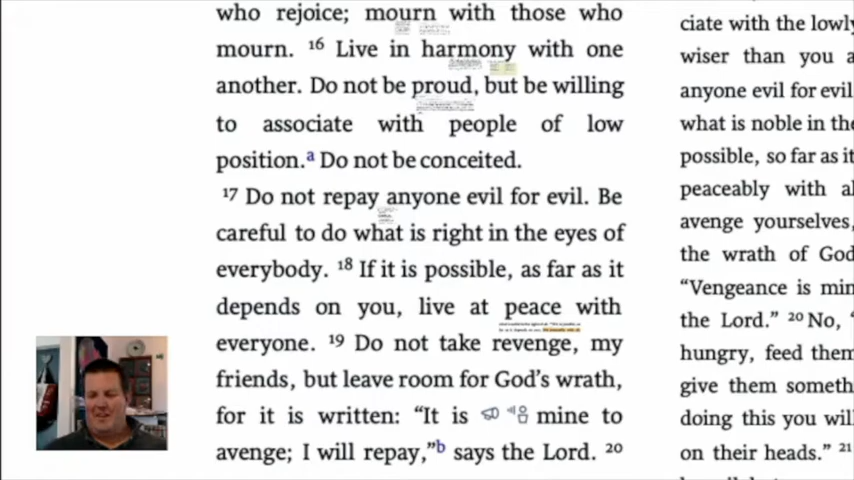 who rejoice; mourn with those who
mourn. 16 Live in harmony with one
another. Do not be proud, but be willing
to associate with people of low
position.a Do not be conceited.
17 Do not repay anyone evil for evil. Be
careful to do what is right in the eyes of
everybody. 18 If it is possible, as far as it
depends on you, live at peace with
everyone. 19 Do not take revenge, my
friends, but leave room for God's wrath,
for it is written: “It is mine to
avenge; I will repay,”b says the Lord. 20
ciate with the lowly
wiser than you a
anyone evil for evil
what is noble in the
possible, so far as it
peaceably with al
avenge yourselves,
the wrath of God
“Vengeance is min
the Lord.” 20 No, “
hungry, feed them
give them someth
doing this you will
on their heads.” 21